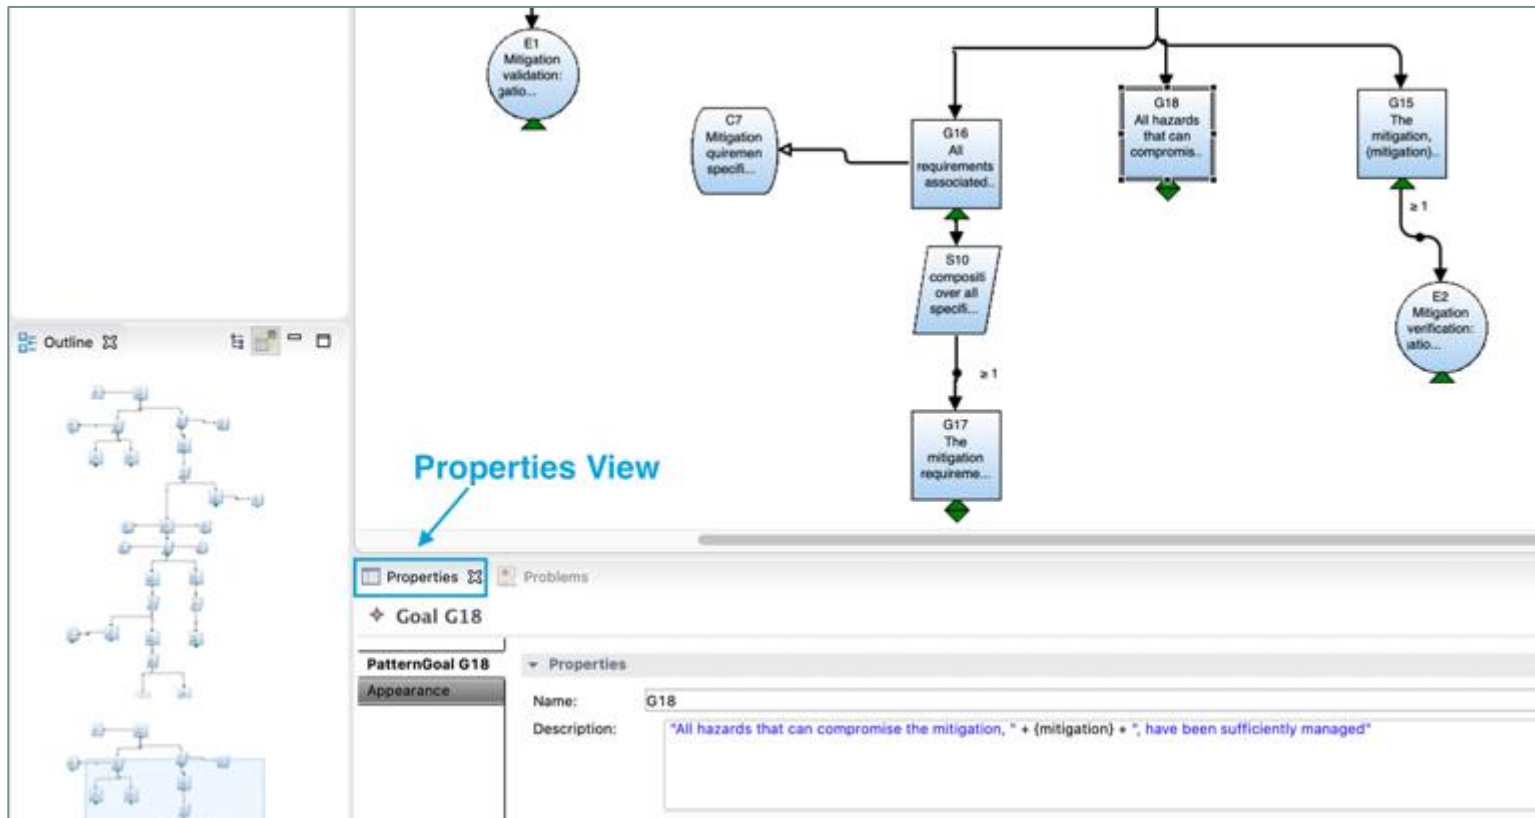 E1
Mitigation
validation:
gatio...
C7
Mitigation
quiremen
specifi...
G16
All
requirements
associated..
G18
All hazards
that can
compromis..
G15
The
mitigation,
{mitigation}..
≥ 1
S10
compositi
over all
specifi...
E2
Mitigation
verification:
atio...
≥ 1
G17
The
mitigation
requireme...
Outline
Properties View
Properties
Problems
Goal G18
PatternGoal G18
Appearance
Properties
Name:
G18
Description:
"All hazards that can compromise the mitigation, " + {mitigation} + ", have been sufficiently managed"